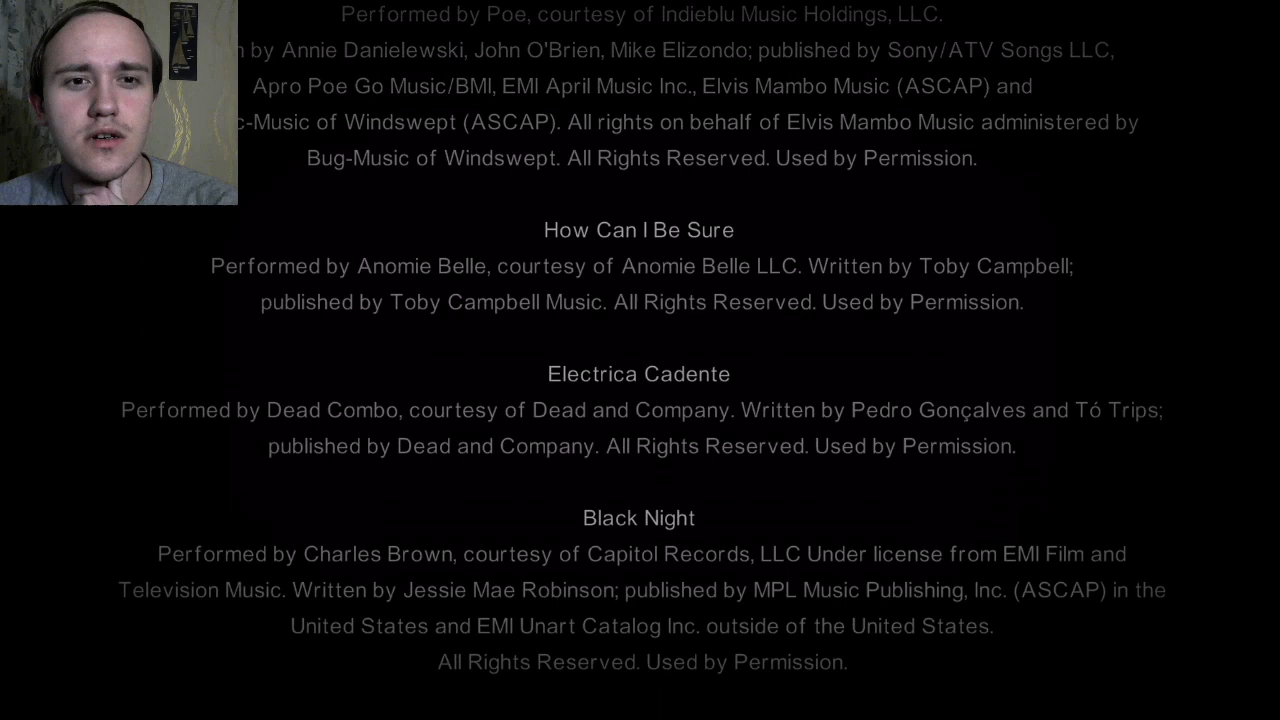 Performed by Poe, courtesy of Indieblu Music Holdings, LLC.
by Annie Danielewski, John O'Brien, Mike Elizondo; published by Sony/ATV Songs LLC,
Apro Poe Go Music/BMI, EMI April Music Inc., Elvis Mambo Music (ASCAP) and
c-Music of Windswept (ASCAP). All rights on behalf of Elvis Mambo Music administered by
Bug-Music of Windswept. All Rights Reserved. Used by Permission.
How Can I Be Sure
Performed by Anomie Belle, courtesy of Anomie Belle LLC. Written by Toby Campbell;
published by Toby Campbell Music. All Rights Reserved. Used by Permission.
Electrica Cadente
Performed by Dead Combo, courtesy of Dead and Company. Written by Pedro Gonçalves and Tó Trips;
published by Dead and Company. All Rights Reserved. Used by Permission.
Black Night
Performed by Charles Brown, courtesy of Capitol Records, LLC Under license from EMI Film and
Television Music. Written by Jessie Mae Robinson; published by MPL Music Publishing, Inc. (ASCAP) in the
United States and EMI Unart Catalog Inc. outside of the United States.
All Rights Reserved. Used by Permission.